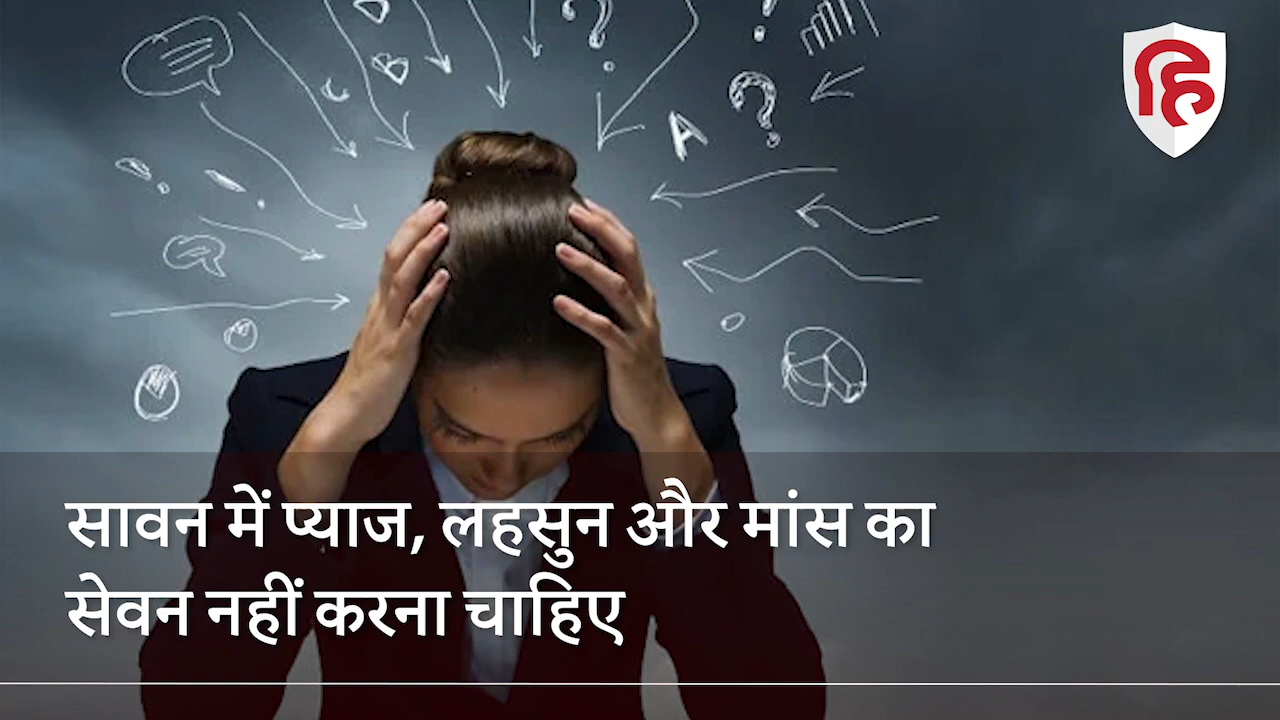 हि
A
सावन में प्याज, लहसुन और मांस का
सेवन नहीं करना चाहिए